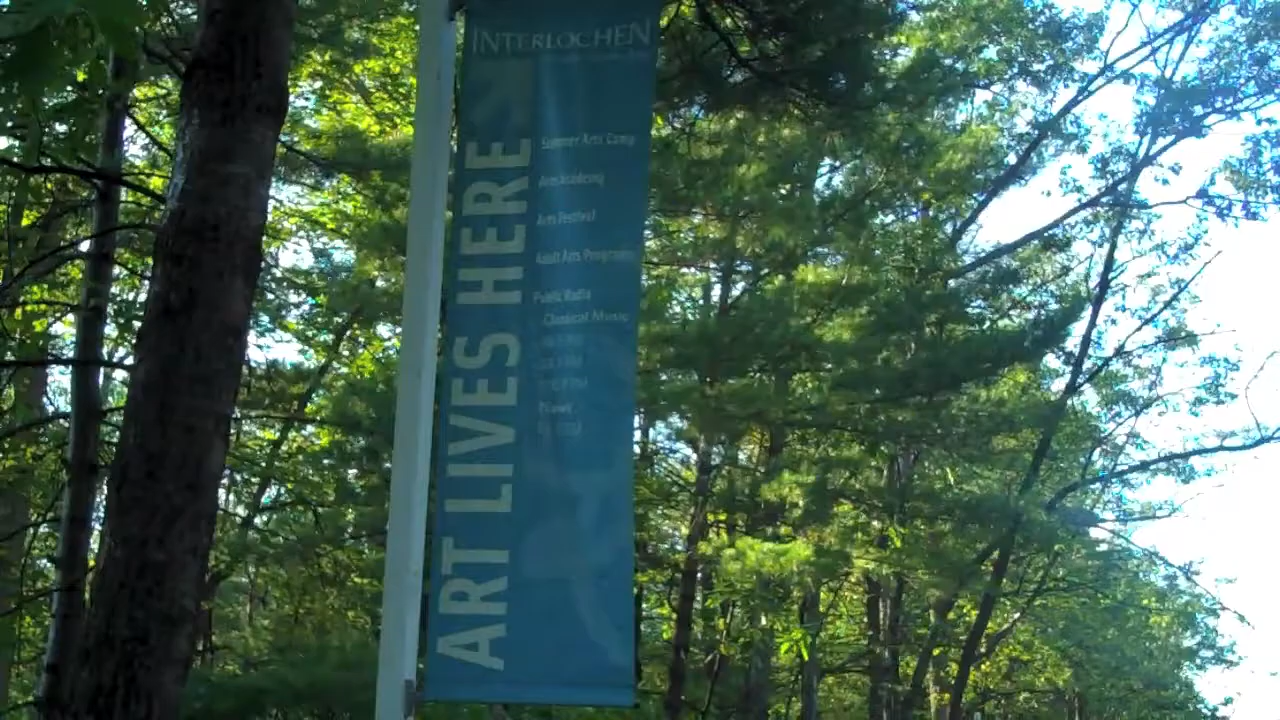 INTERLOCHEN
ART LIVES HERE
Summer Arts Camp
Arts Academy
Arts Festival
Adult Arts Programs
Public Radio
Classical Music